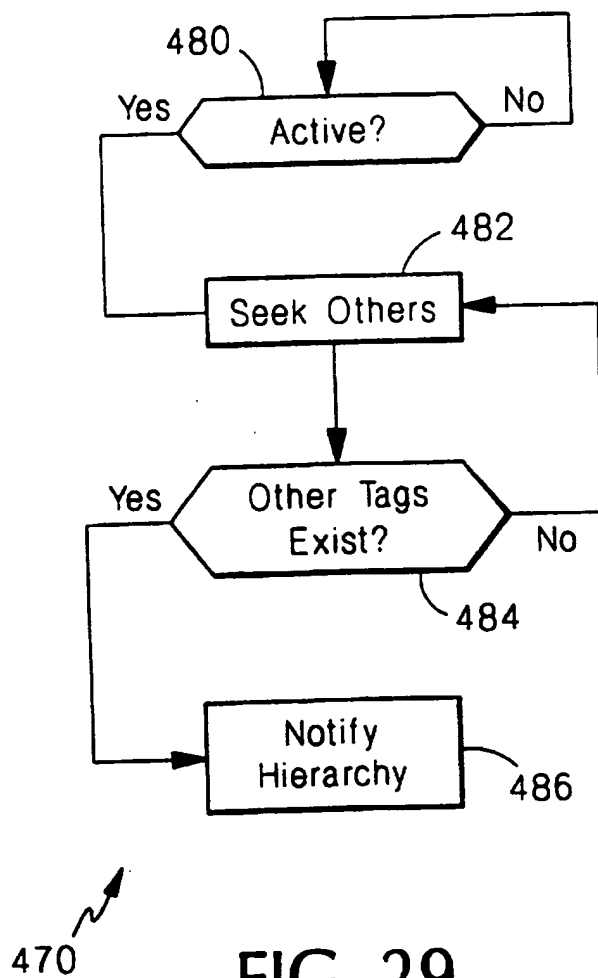 480
Yes
No
Active?
482
Seek Others
Yes
Other Tags
Exist?
No
484
Notify
Hierarchy
486
470
FIG. 29